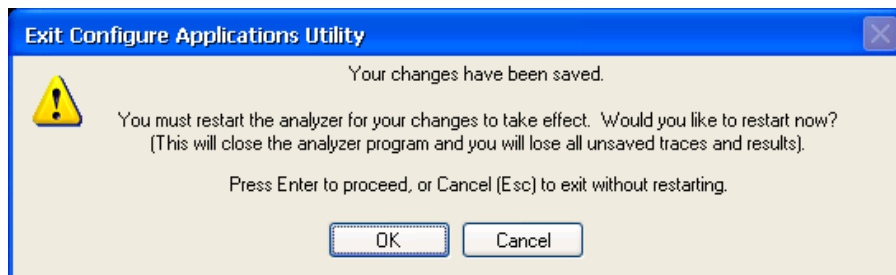 Exit Configure Applications Utility
Your changes have been saved.
You must restart the analyzer for your changes to take effect.  Would you like to restart now?
(This will close the analyzer program and you will lose all unsaved traces and results).
Press Enter to proceed, or Cancel (Esc) to exit without restarting.
OK
Cancel